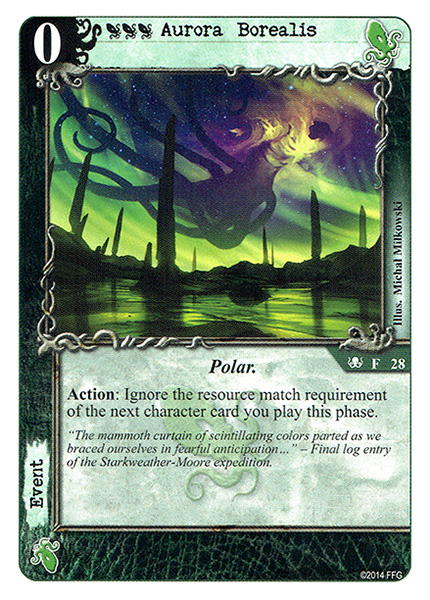 0
Aurora Borealis
Illus. Michał Miłkowski
F 28
Polar.
Action: Ignore the resource match requirement
of the next character card you play this phase.
"The mammoth curtain of scintillating colors parted as we
braced ourselves in fearful anticipation…" – Final log entry
of the Starkweather-Moore expedition.
Event
©2014 FFG